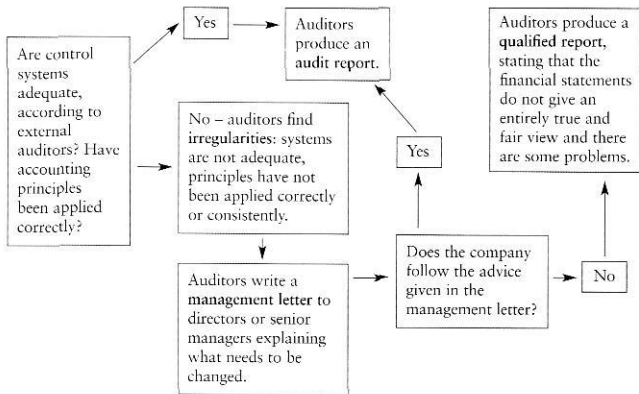 Are control
systems
adequate,
according to
external
auditors? Have
accounting
principles
been applied
correctly?
Yes
Auditors
produce an
audit report.
No – auditors find
irregularities: systems
are not adequate,
principles have not
been applied correctly
or consistently.
Auditors write a
management letter to
directors or senior
managers explaining
what needs to be
changed.
Does the company
follow the advice
given in the
management letter?
Yes
No
Auditors produce a
qualified report,
stating that the
financial statements
do not give an
entirely true and
fair view and there
are some problems.